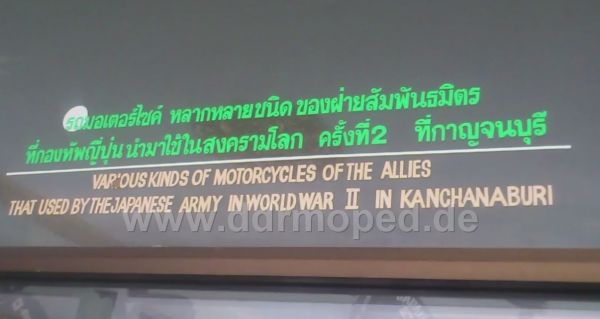 รถมอเตอร์ไซค์ หลากหลายชนิด ของฝ่ายสัมพันธมิตร
ที่กองทัพญี่ปุ่น นำมาใช้ในสงครามโลก ครั้งที่2 ที่กาญจนบุรี
VARIOUS KINDS OF MOTORCYCLES OF THE ALLIES
THAT USED BY THE JAPANESE ARMY IN WORLD WAR II IN KANCHANABURI
www.ddrmoped.de